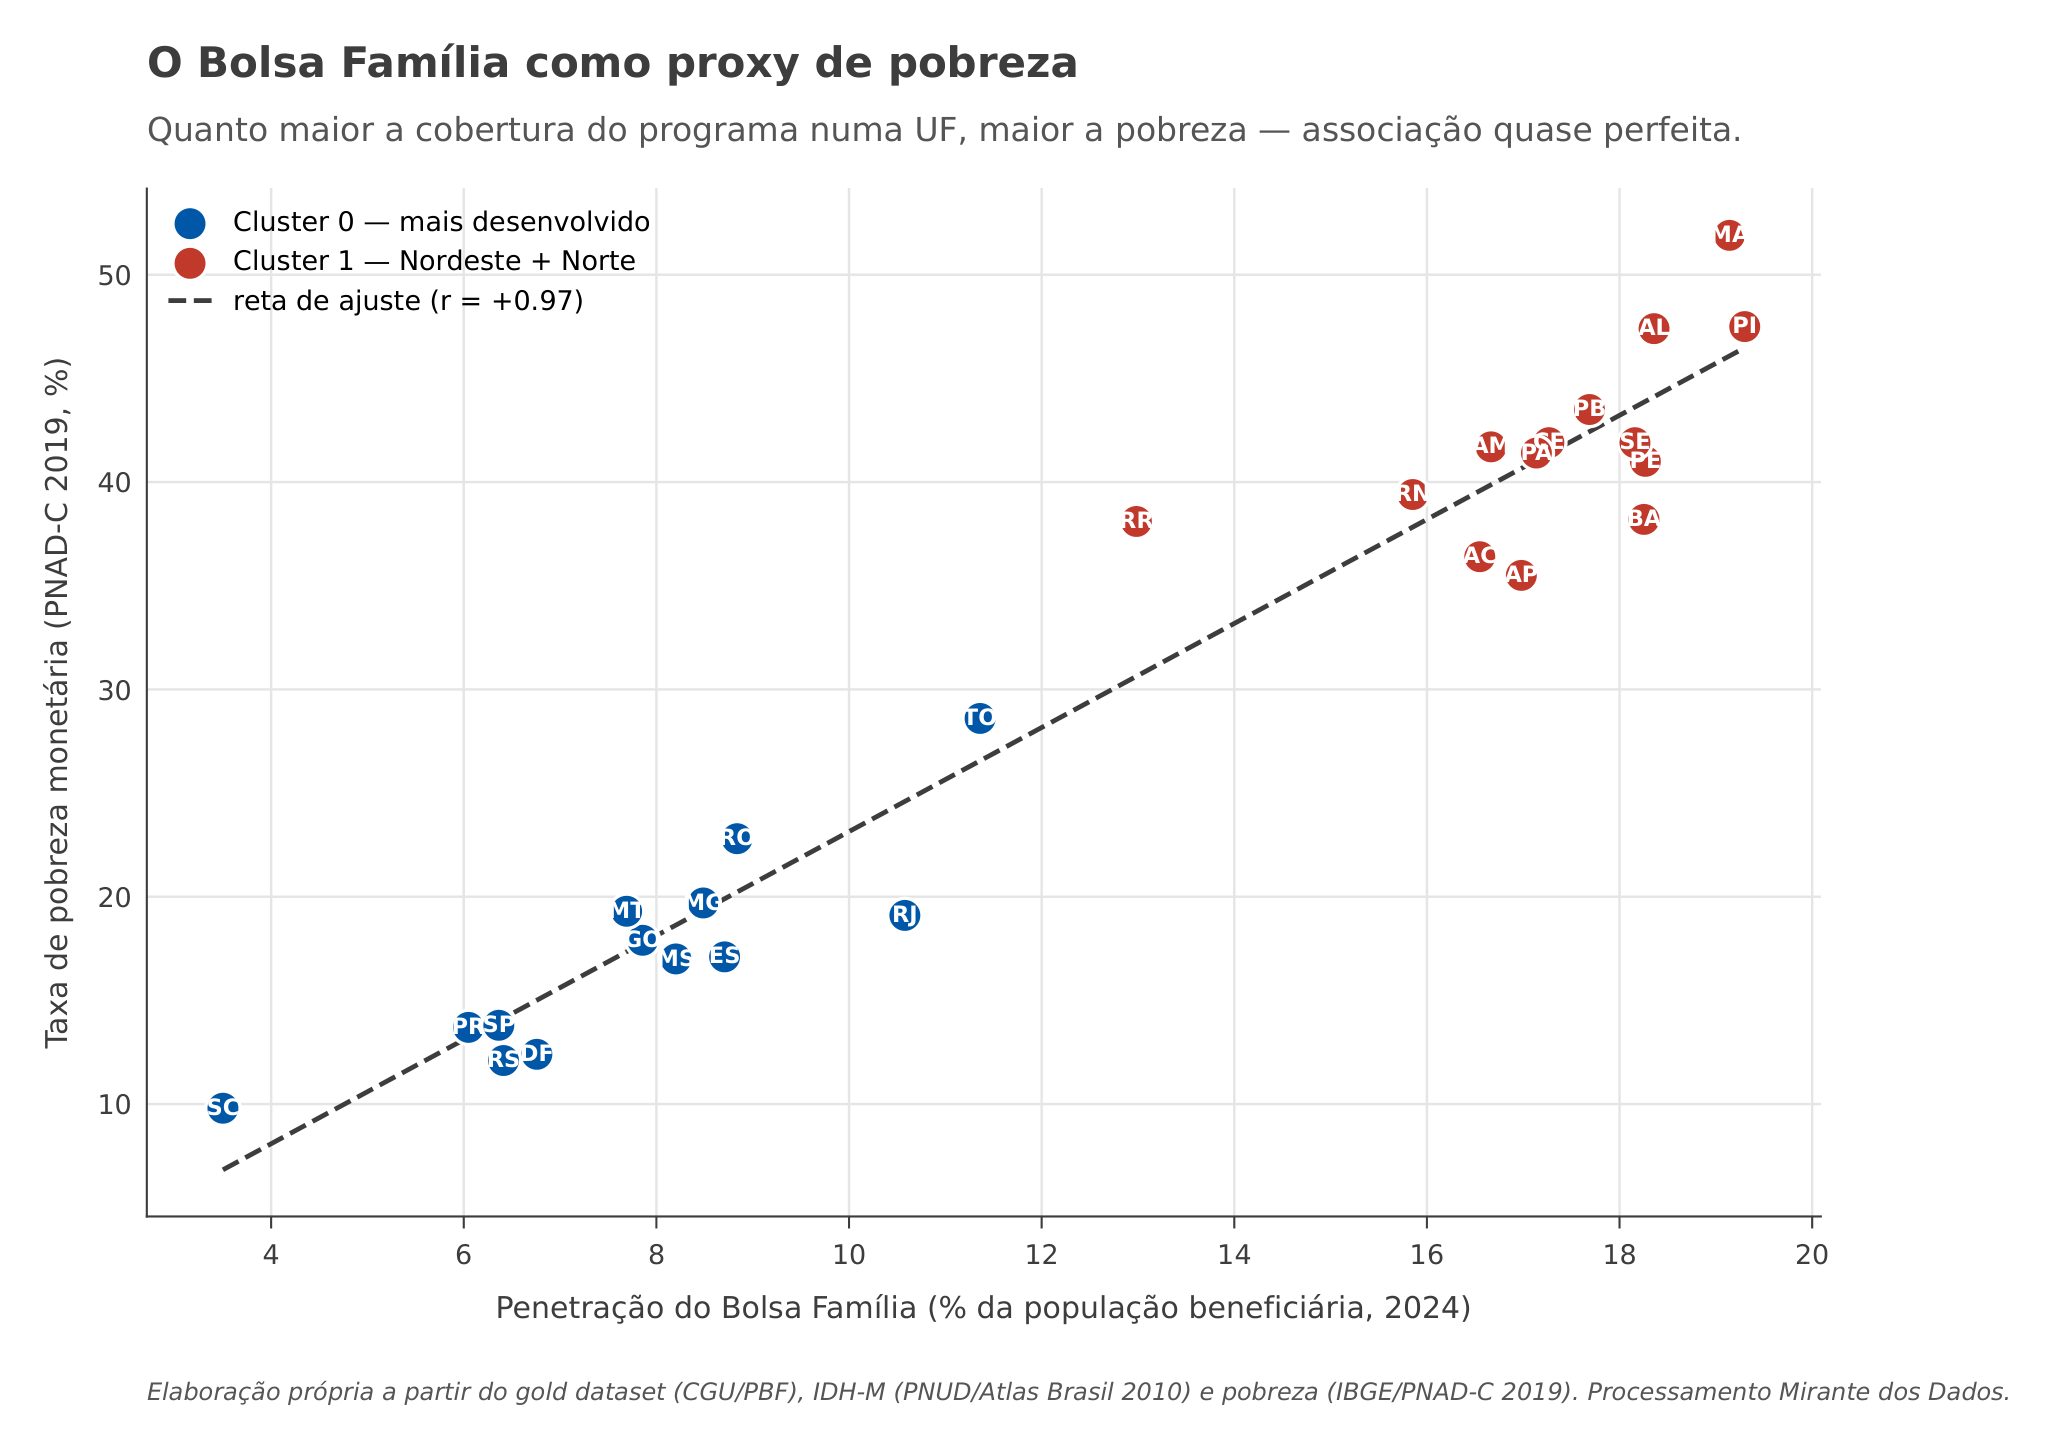 O Bolsa Família como proxy de pobreza
Quanto maior a cobertura do programa numa UF, maior a pobreza — associação quase perfeita.
Cluster 0 — mais desenvolvido
Cluster 1 — Nordeste + Norte
reta de ajuste (r = +0.97)
Taxa de pobreza monetária (PNAD-C 2019, %)
50
40
30
20
10
MA
AL
PI
PB
AM
CE
PA
SE
PE
RN
RR
BA
AC
AP
TO
RO
MT
MG
RJ
GO
MS
ES
PR
SP
RS
DF
SC
4 6 8 10 12 14 16 18 20
Penetração do Bolsa Família (% da população beneficiária, 2024)
Elaboração própria a partir do gold dataset (CGU/PBF), IDH-M (PNUD/Atlas Brasil 2010) e pobreza (IBGE/PNAD-C 2019). Processamento Mirante dos Dados.